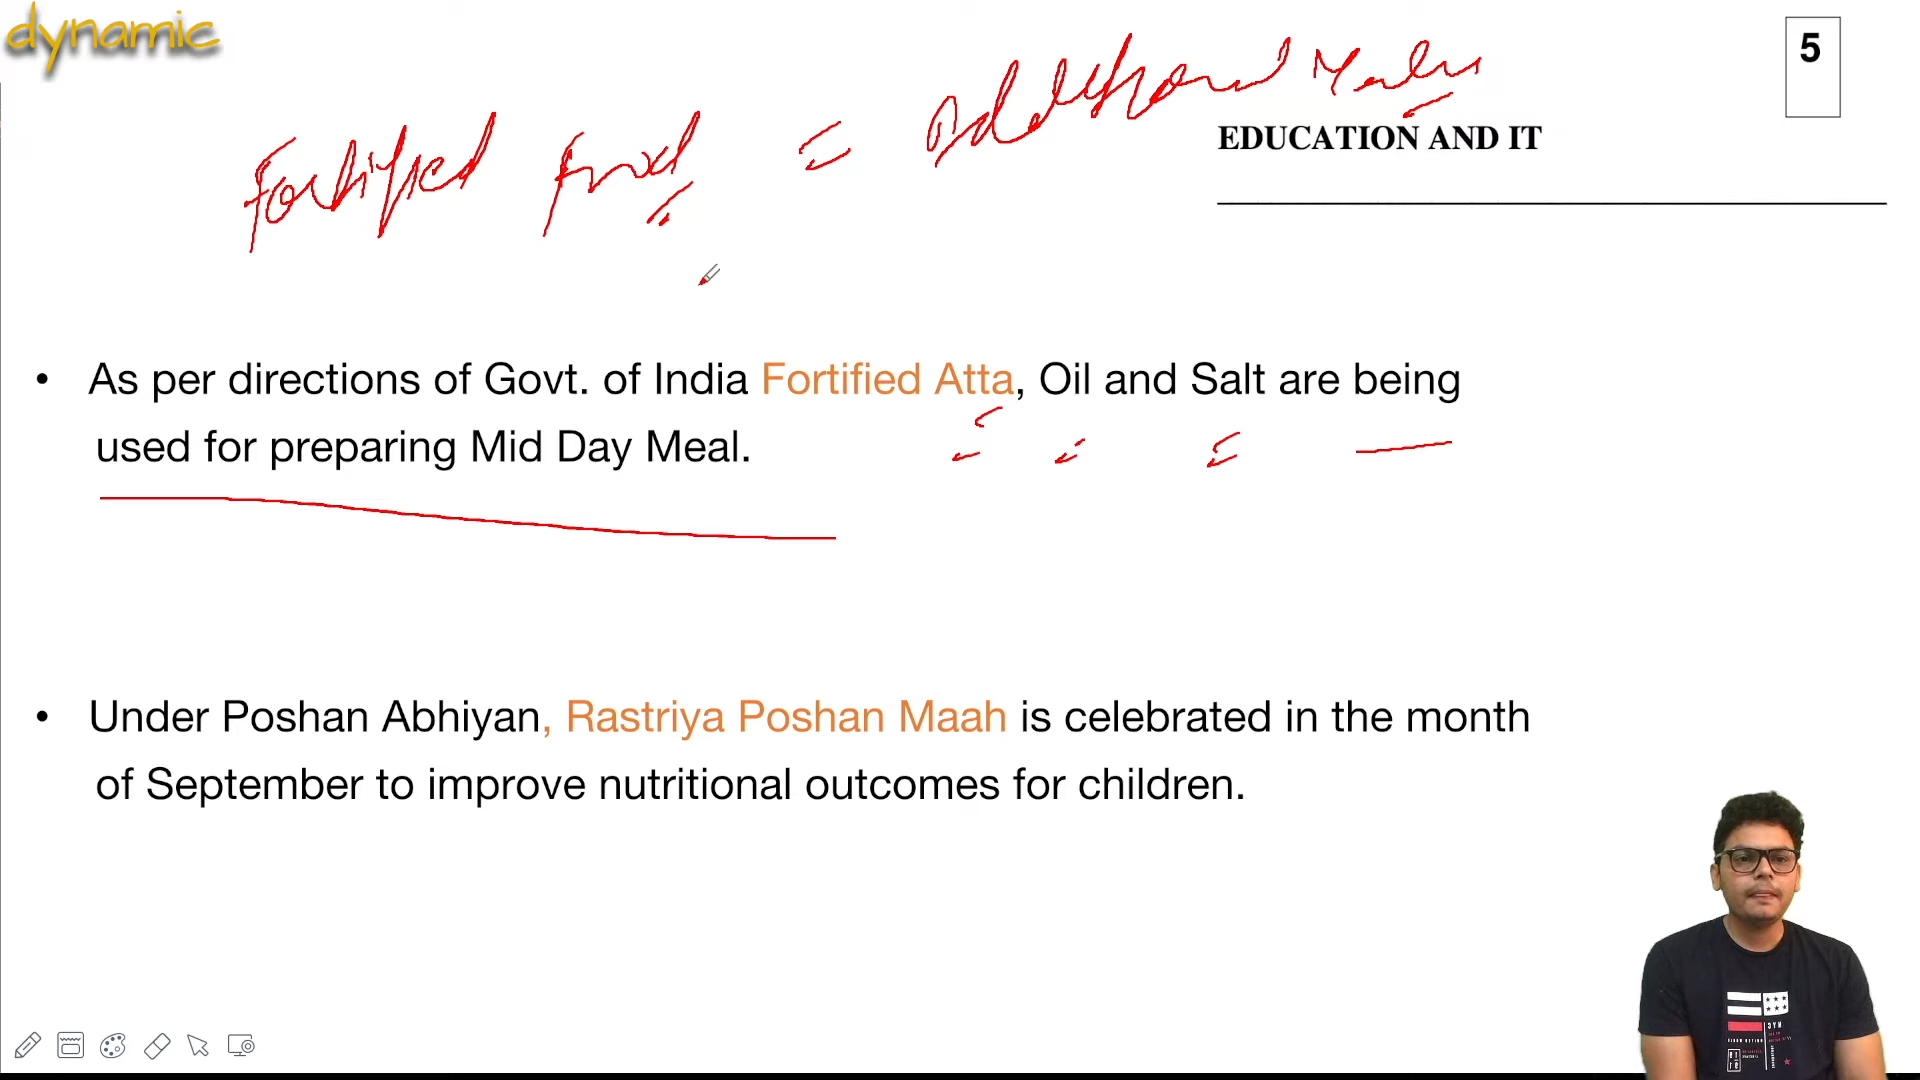 dynamic
5
Fortified Food = Additional
EDUCATION AND IT
• As per directions of Govt. of India Fortified Atta, Oil and Salt are being
used for preparing Mid Day Meal.
• Under Poshan Abhiyan, Rastriya Poshan Maah is celebrated in the month
of September to improve nutritional outcomes for children.